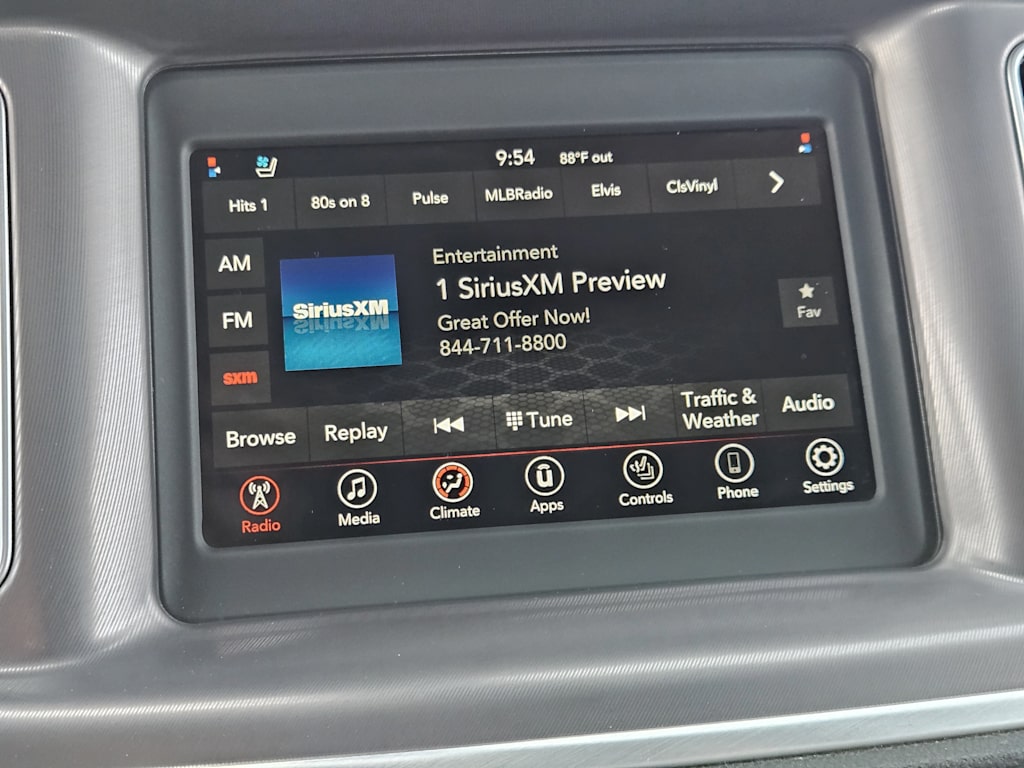 9:54 88°F out
Hits 1 80s on 8 Pulse MLBRadio Elvis ClsVinyl
AM
FM
sxm
SiriusXM
Entertainment
1 SiriusXM Preview
Great Offer Now!
844-711-8800
Fav
Browse Replay Tune Traffic & Weather Audio
Radio Media Climate Apps Controls Phone Settings